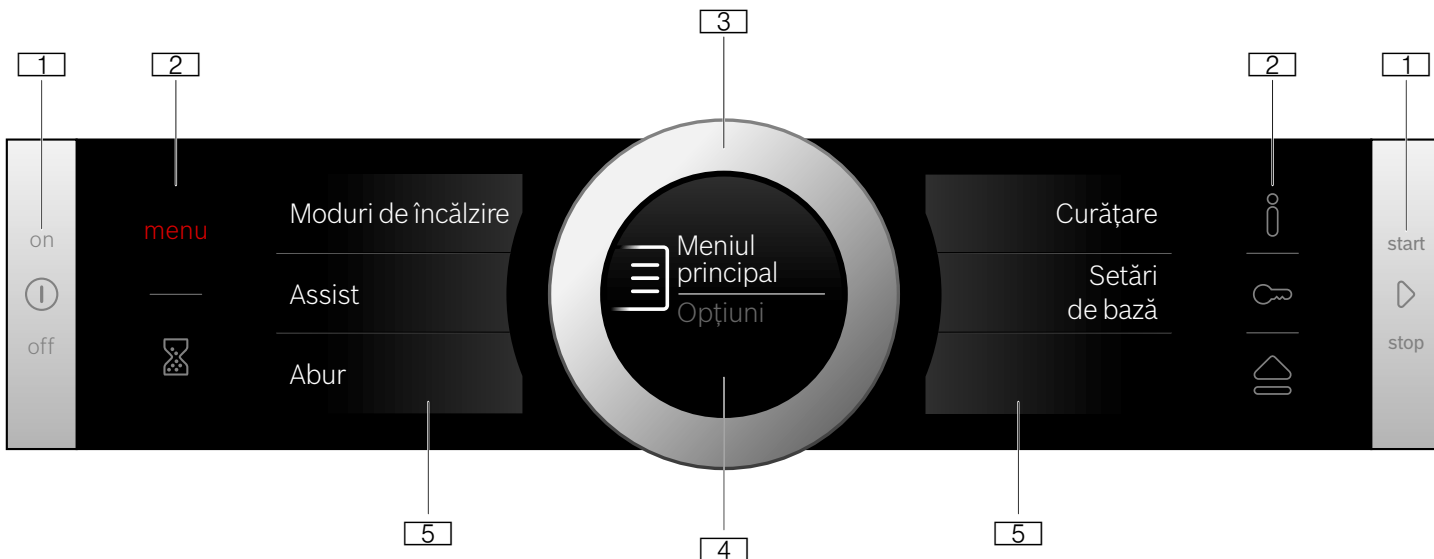 3
1
2
2
1
on
off
menu
Moduri de încălzire
Assist
Abur
Meniul
principal
Opțiuni
Curățare
Setări
de bază
start
stop
5
4
5